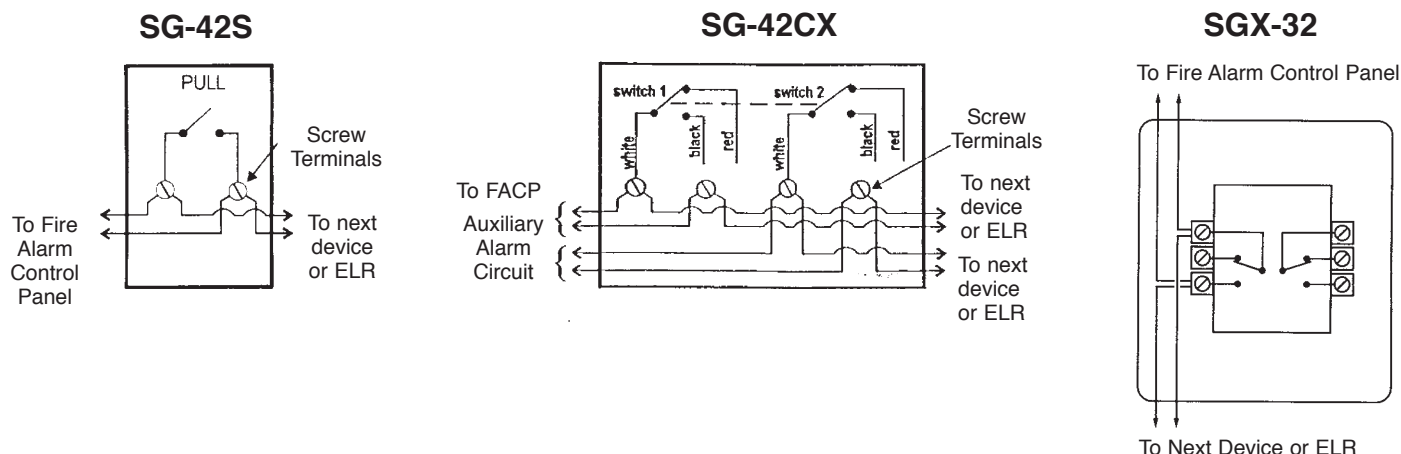 SG-42S
PULL
Screw
Terminals
To Fire
Alarm
Control
Panel
To next
device
or ELR
SG-42CX
switch 1
switch 2
white
black
red
white
black
red
Screw
Terminals
To FACP
Auxiliary
Alarm
Circuit
To next
device
or ELR
To next
device
or ELR
SGX-32
To Fire Alarm Control Panel
To Next Device or ELR